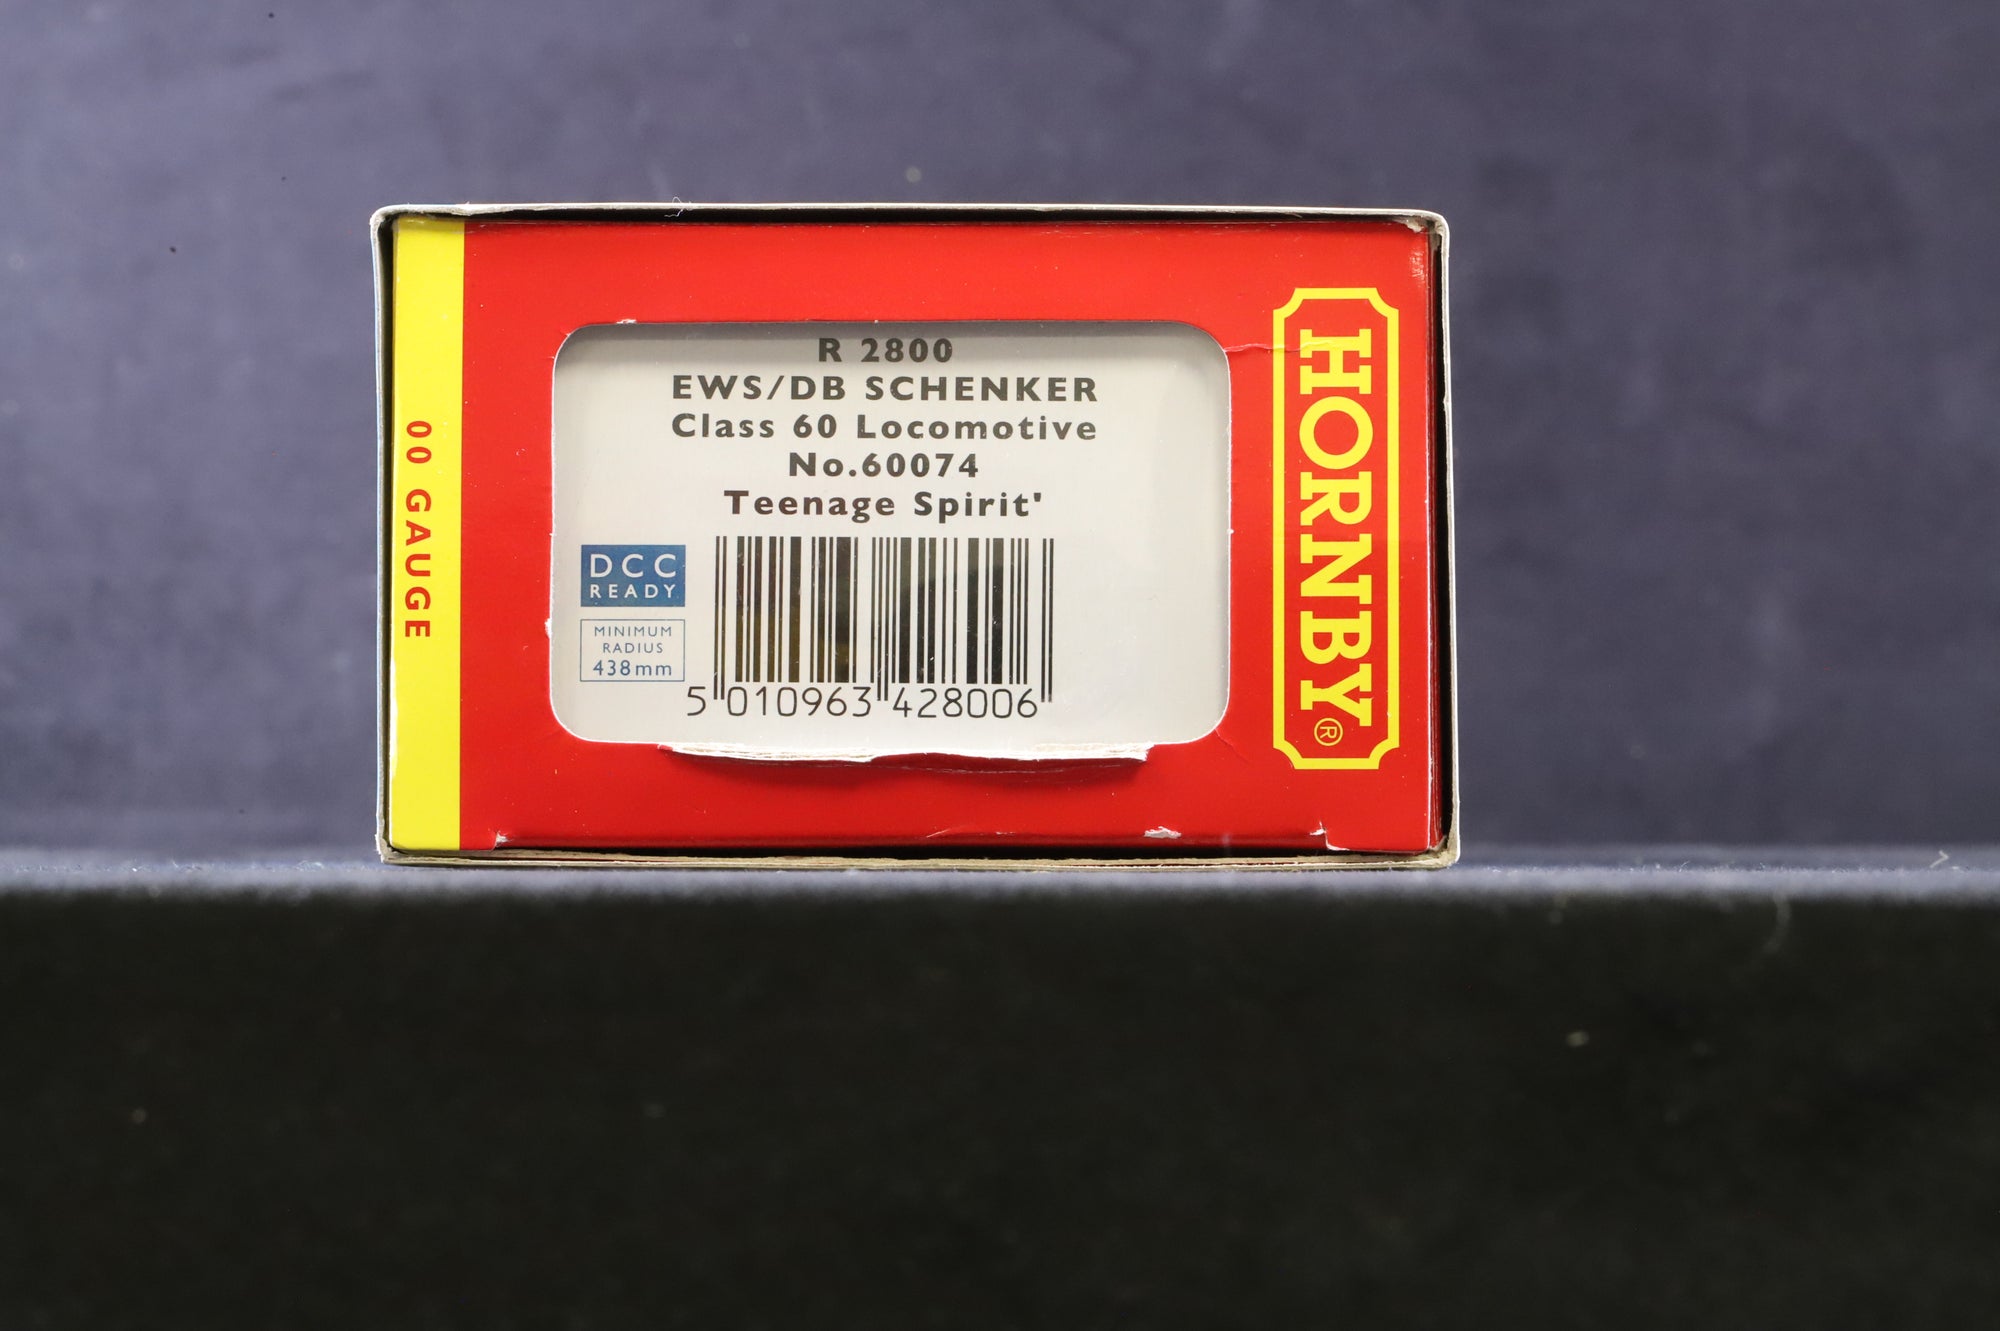 R 2800
EWS/DB SCHENKER
Class 60 Locomotive
No.60074
Teenage Spirit'
DCC
READY
MINIMUM
RADIUS
438mm
5 010963 428006
00 GAUGE
HORNBY®